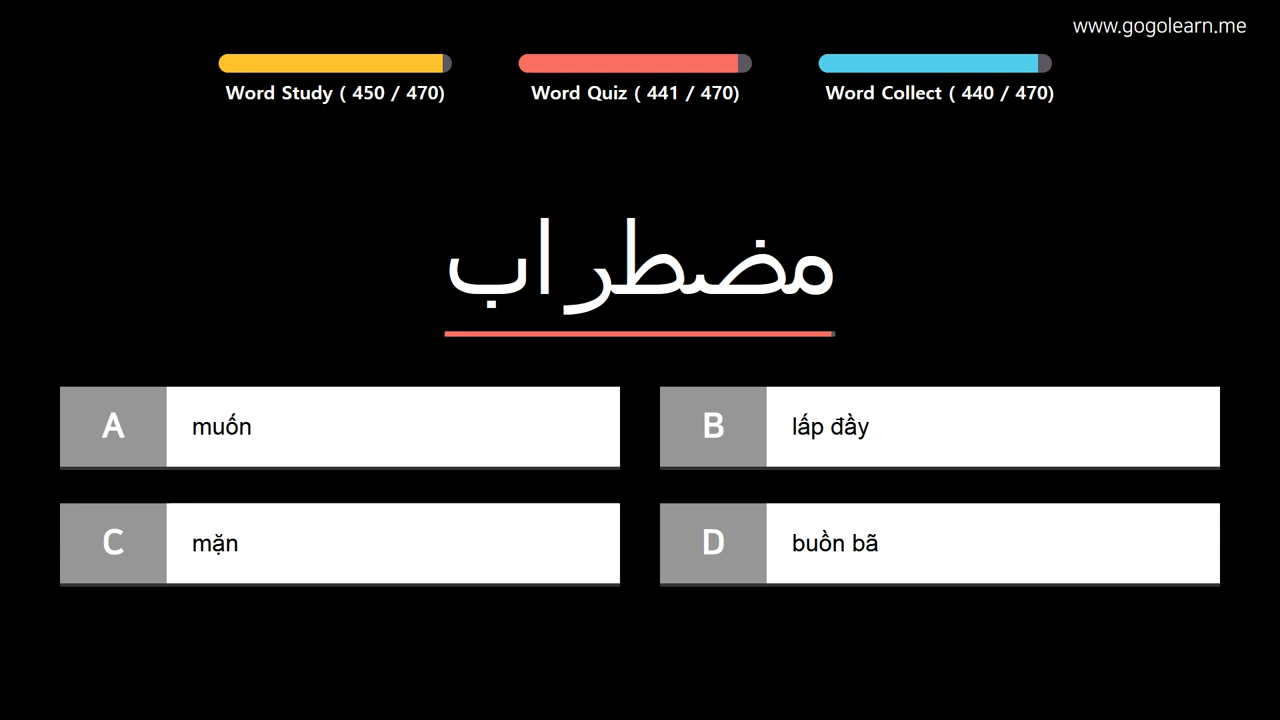 www.gogolearn.me
Word Study ( 450 / 470)
Word Quiz ( 441 / 470)
Word Collect ( 440 / 470)
مضطراب
A muốn
B lấp đầy
C mặn
D buồn bã